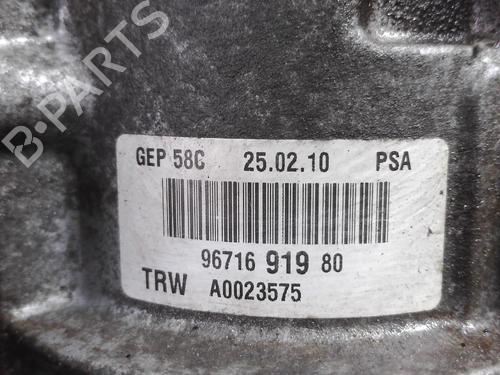 B-PARTS
GEP 58C 25.02.10 PSA
96716 919 80
TRW A0023575